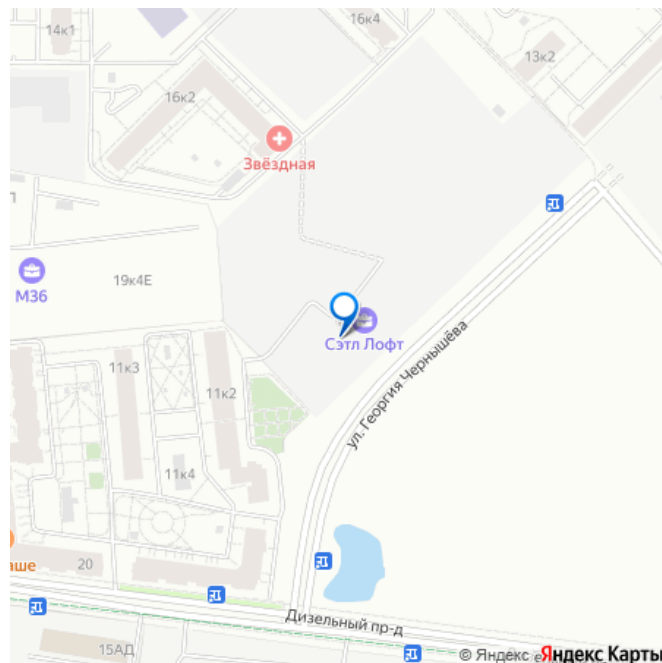 14к1
16к4
13к2
16к2
Звёздная
19к4Е
М36
Сэтл Лофт
ул. Георгия Чернышёва
11к3
11к2
11к4
аше
20
Дизельный пр-д
15АД
© Яндекс
Яндекс Карты